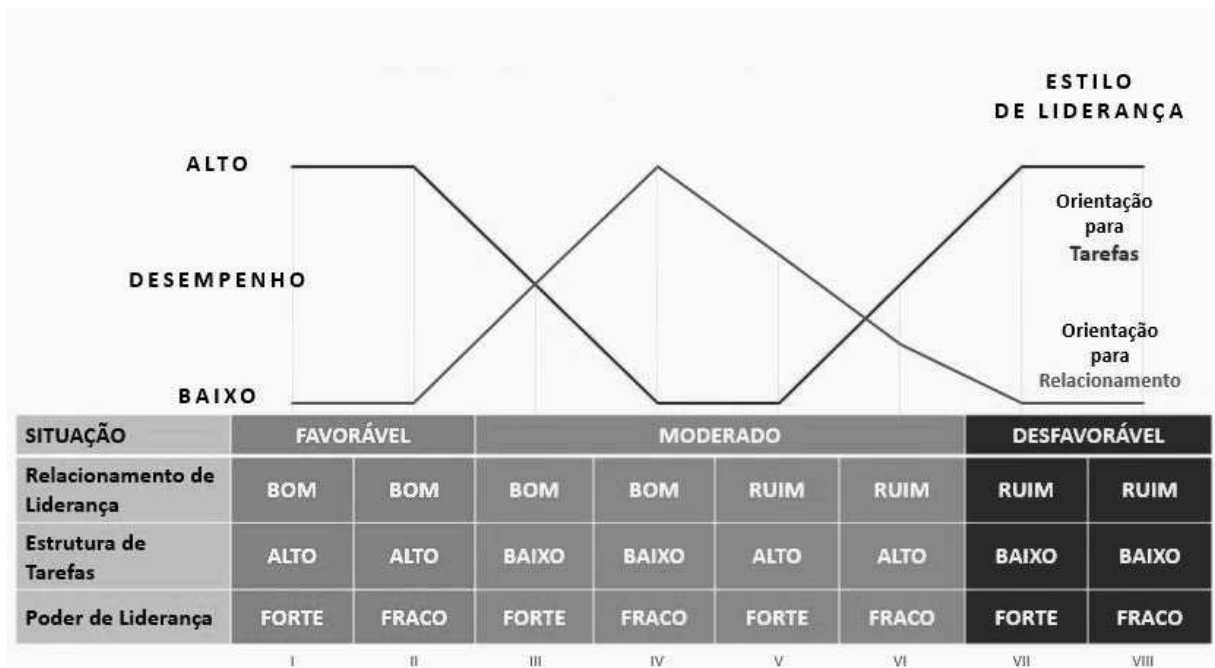 ESTILO
DE LIDERANÇA
ALTO
Orientação
para
Tarefas
DESEMPENHO
Orientação
para
Relacionamento
BAIXO
SITUAÇÃO FAVORÁVEL MODERADO DESFAVORÁVEL
Relacionamento de
Liderança
BOM BOM BOM BOM RUIM RUIM RUIM RUIM
Estrutura de
Tarefas
ALTO ALTO BAIXO BAIXO ALTO ALTO BAIXO BAIXO
Poder de Liderança FORTE FRACO FORTE FRACO FORTE FRACO FORTE FRACO
I II III IV V VI VII VIII